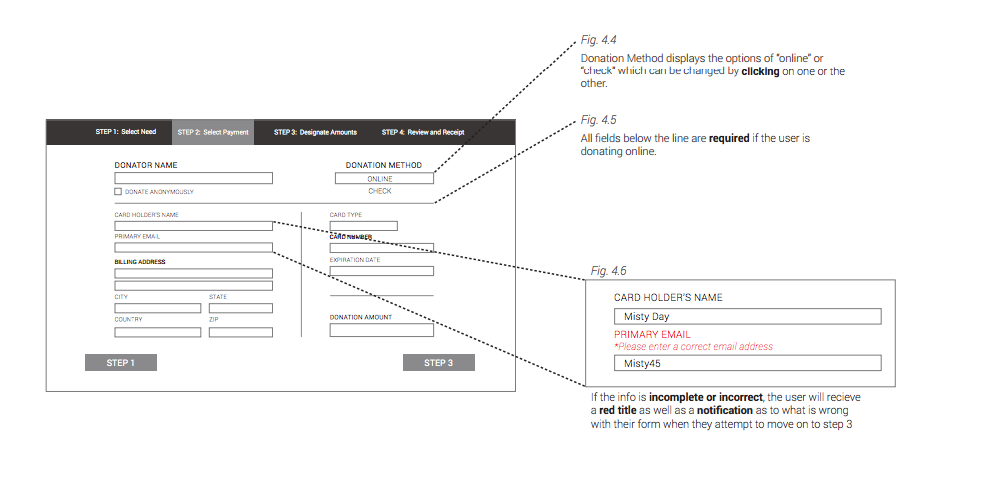 Fig. 4.4
Donation Method displays the options of "online" or
"check" which can be changed by clicking on one or the
other.
Fig. 4.5
All fields below the line are required if the user is
donating online.
STEP 1: Select Need
STEP 2: Select Payment
STEP 3: Designate Amounts
STEP 4: Review and Receipt
DONATOR NAME
DONATE ANONYMOUSLY
DONATION METHOD
ONLINE
CHECK
CARD HOLDER'S NAME
PRIMARY EMAIL
BILLING ADDRESS
CITY
STATE
COUNTRY
ZIP
CARD TYPE
CARD NUMBER
EXPIRATION DATE
DONATION AMOUNT
STEP 1
STEP 3
Fig. 4.6
CARD HOLDER'S NAME
Misty Day
PRIMARY EMAIL
*Please enter a correct email address
Misty45
If the info is incomplete or incorrect, the user will recieve
a red title as well as a notification as to what is wrong
with their form when they attempt to move on to step 3